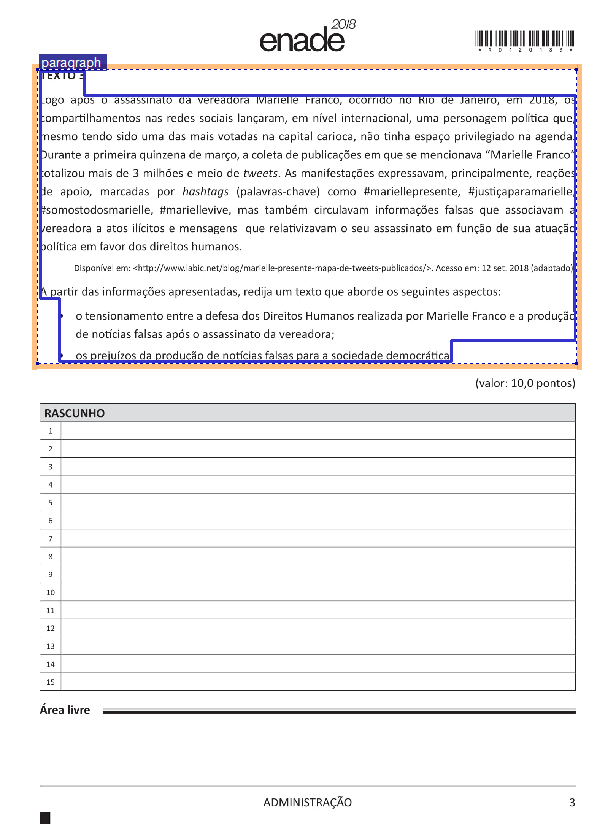 enade 2018
*R0120183*
paragraph
TEXTO 3
Logo após o assassinato da vereadora Marielle Franco, ocorrido no Rio de Janeiro, em 2018, os
compartilhamentos nas redes sociais lançaram, em nível internacional, uma personagem política que,
mesmo tendo sido uma das mais votadas na capital carioca, não tinha espaço privilegiado na agenda.
Durante a primeira quinzena de março, a coleta de publicações em que se mencionava “Marielle Franco”
totalizou mais de 3 milhões e meio de tweets. As manifestações expressavam, principalmente, reações
de apoio, marcadas por hashtags (palavras-chave) como #mariellepresente, #justiçaparamarielle,
#somostodosmarielle, #mariellevive, mas também circulavam informações falsas que associavam a
vereadora a atos ilícitos e mensagens que relativizavam o seu assassinato em função de sua atuação
política em favor dos direitos humanos.
Disponível em: <http://www.labic.net/blog/marielle-presente-mapa-de-tweets-publicados/>. Acesso em: 12 set. 2018 (adaptado).
A partir das informações apresentadas, redija um texto que aborde os seguintes aspectos:
• o tensionamento entre a defesa dos Direitos Humanos realizada por Marielle Franco e a produção
de notícias falsas após o assassinato da vereadora;
• os prejuízos da produção de notícias falsas para a sociedade democrática.
(valor: 10,0 pontos)
RASCUNHO
1
2
3
4
5
6
7
8
9
10
11
12
13
14
15
Área livre
ADMINISTRAÇÃO 3